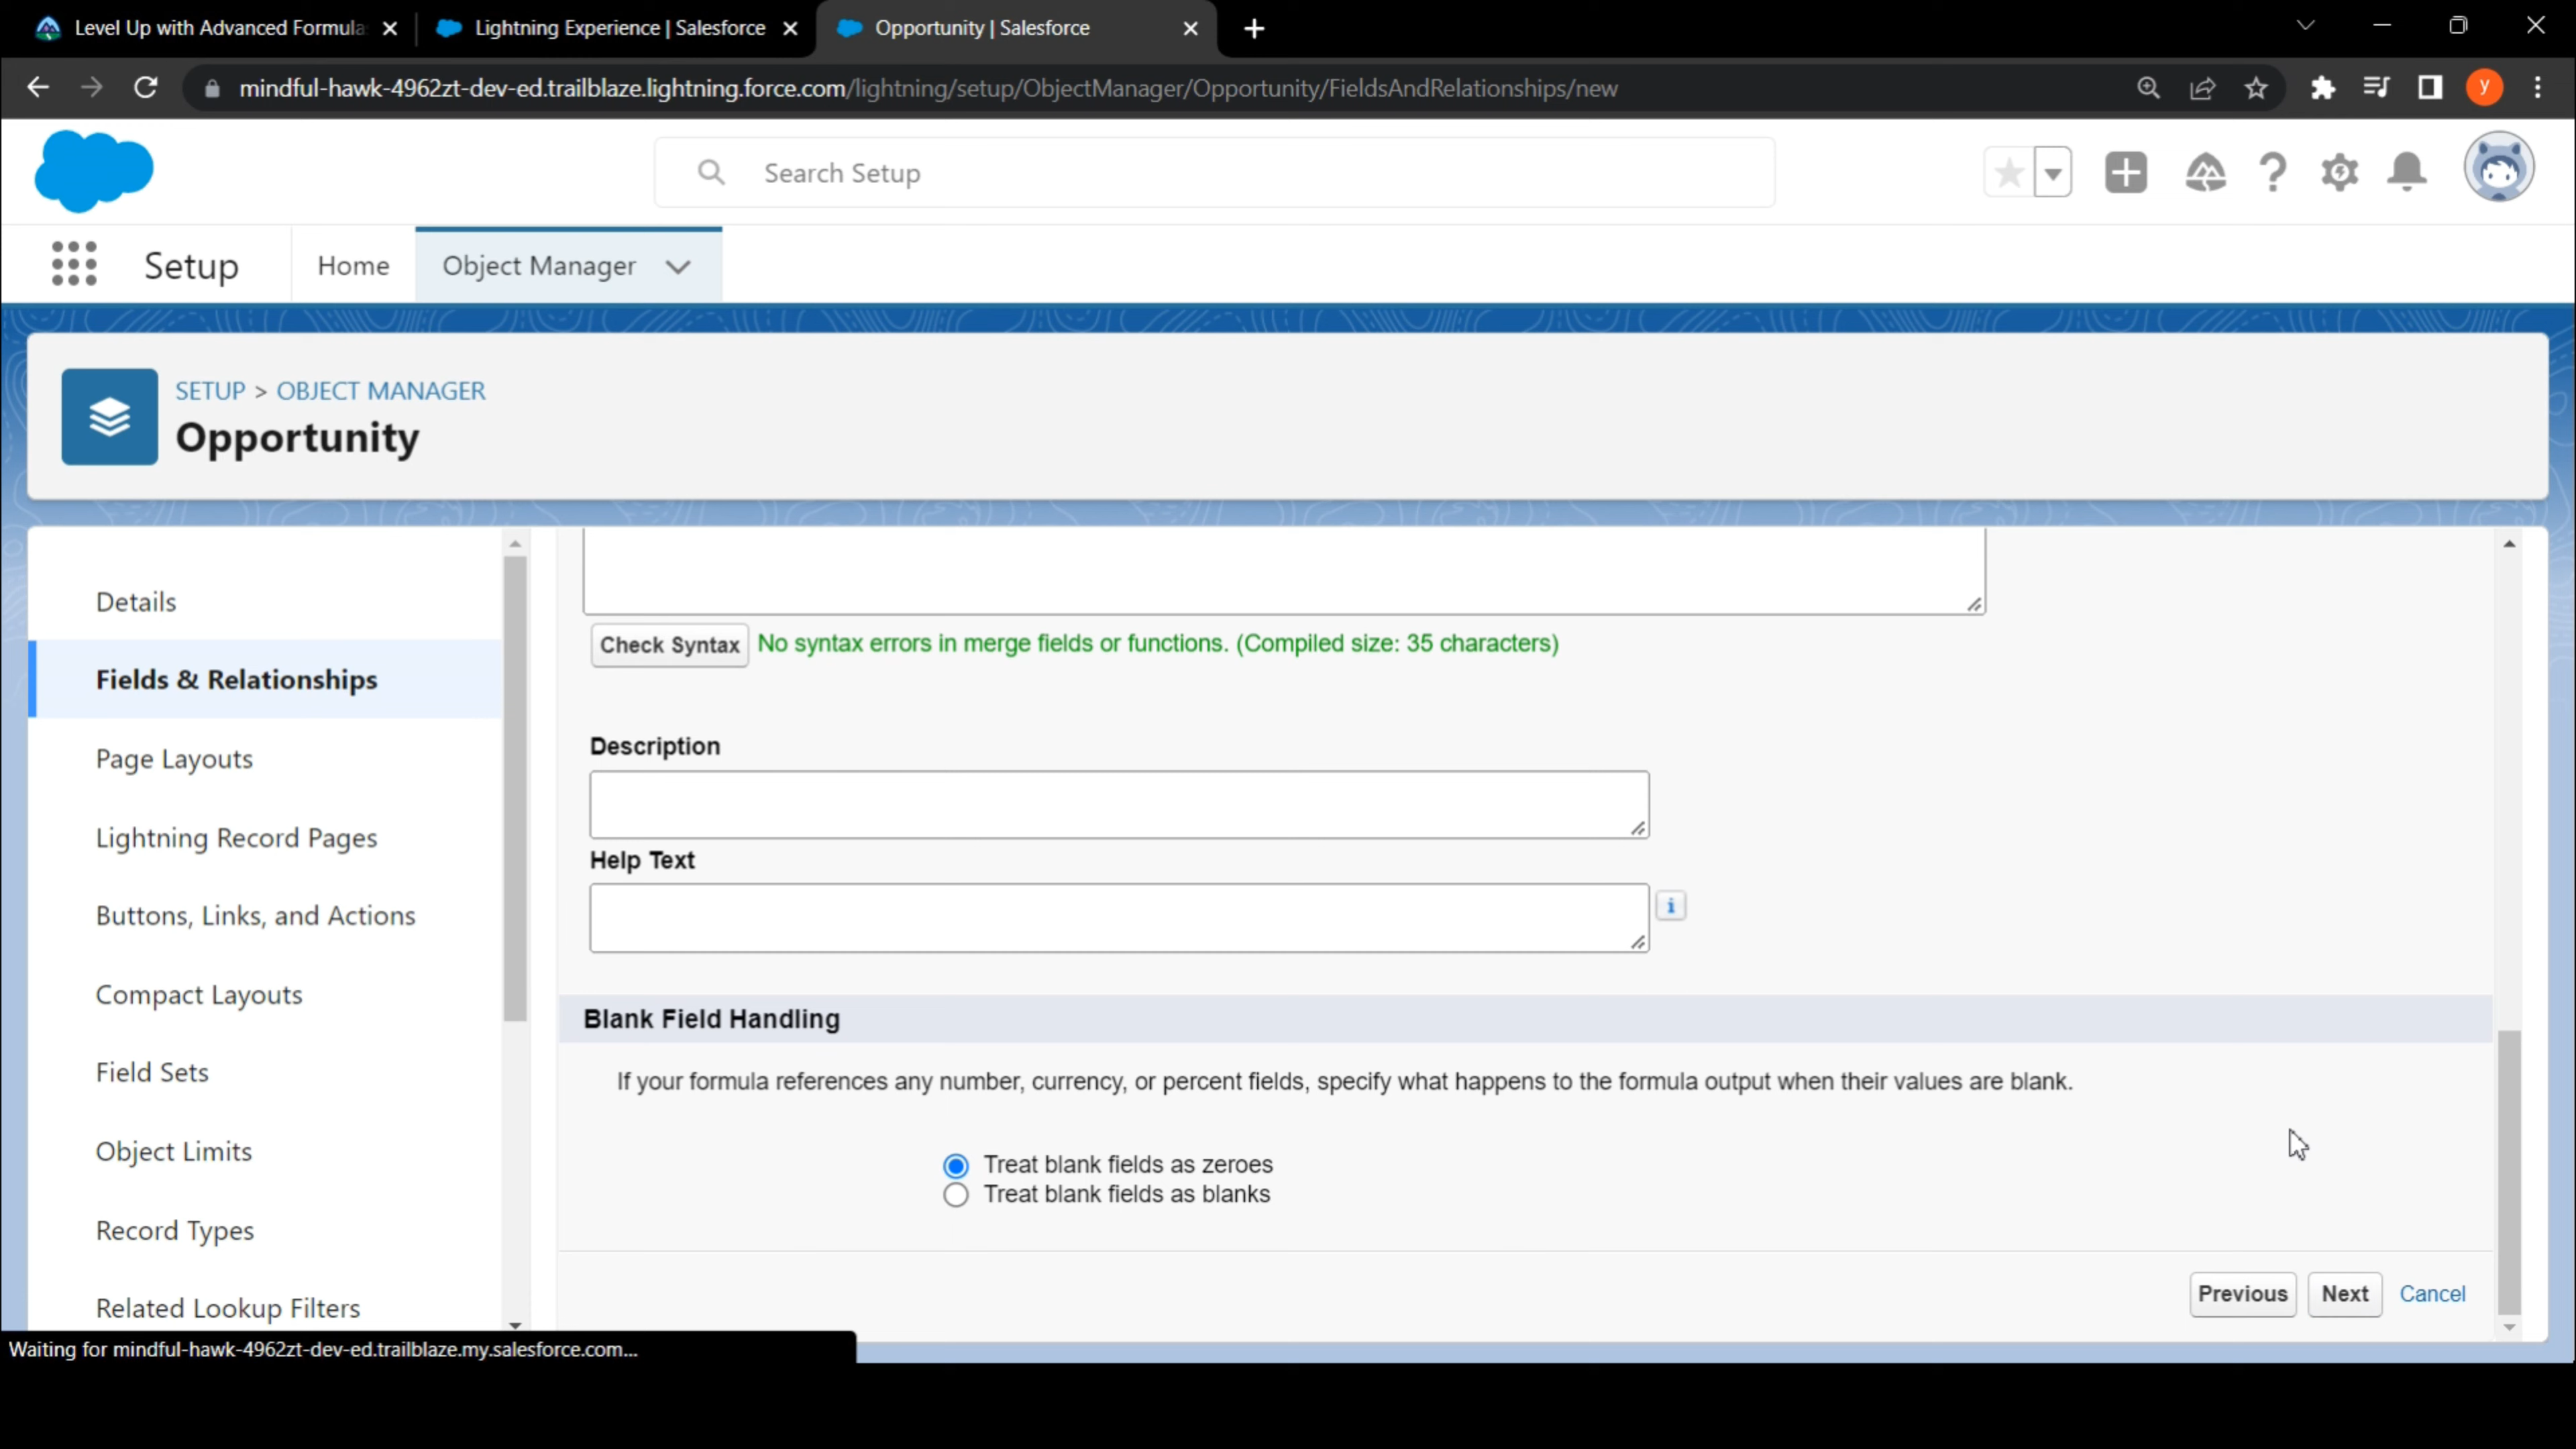 Level Up with Advanced Formula
Lightning Experience | Salesforce
Opportunity | Salesforce
mindful-hawk-4962zt-dev-ed.trailblaze.lightning.force.com/lightning/setup/ObjectManager/Opportunity/FieldsAndRelationships/new
y
Search Setup
Setup
Home
Object Manager
SETUP > OBJECT MANAGER
Opportunity
Details
Fields & Relationships
Page Layouts
Lightning Record Pages
Buttons, Links, and Actions
Compact Layouts
Field Sets
Object Limits
Record Types
Related Lookup Filters
Check Syntax No syntax errors in merge fields or functions. (Compiled size: 35 characters)
Description
Help Text
i
Blank Field Handling
If your formula references any number, currency, or percent fields, specify what happens to the formula output when their values are blank.
Treat blank fields as zeroes
Treat blank fields as blanks
Previous Next Cancel
Waiting for mindful-hawk-4962zt-dev-ed.trailblaze.my.salesforce.com...